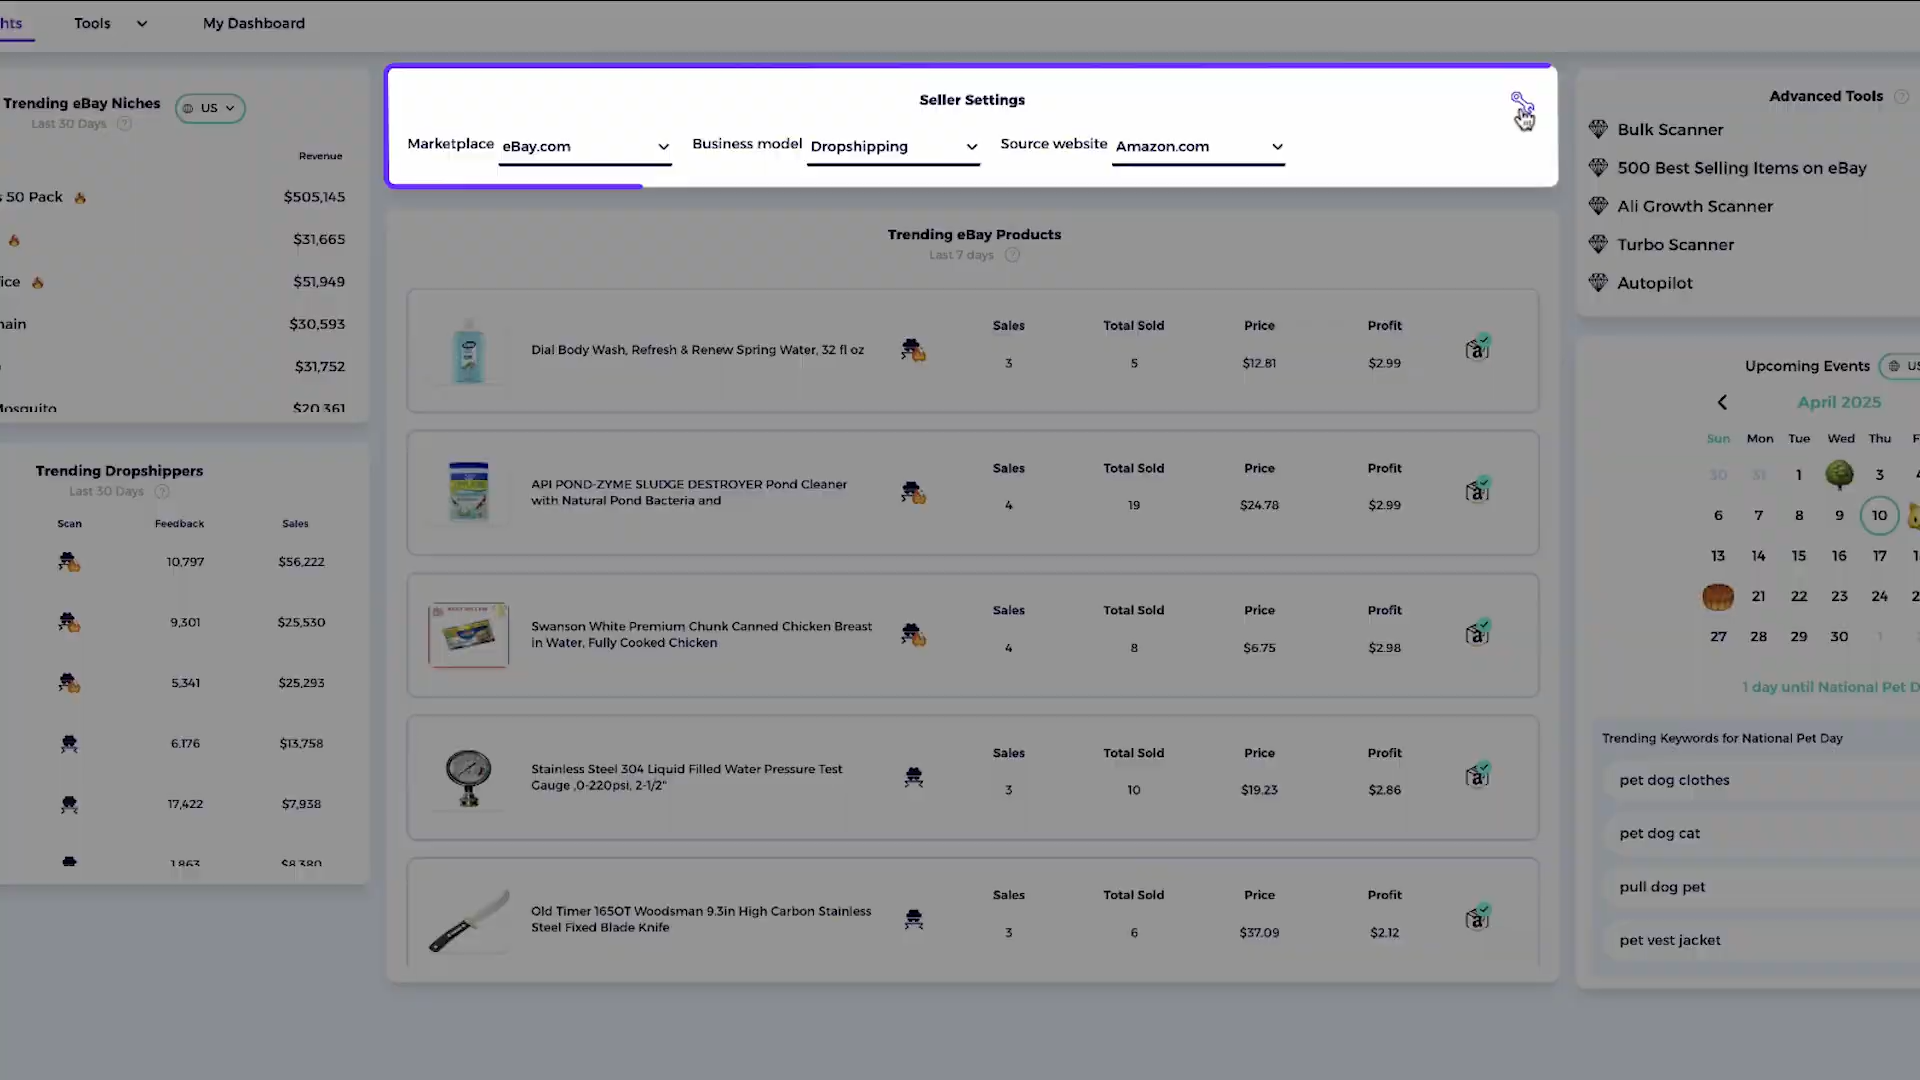 hts
Tools
My Dashboard
Trending eBay Niches
US
Last 30 Days
?
Revenue
s 50 Pack
$505,145
$31,665
ice
$51,949
hain
$30,593
$31,752
Mosquito
$20,361
Trending Dropshippers
Last 30 Days
?
Scan
Feedback
Sales
10,797
$56,222
9,301
$25,530
5,341
$25,293
6,176
$13,758
17,422
$7,938
1,863
$8,380
Seller Settings
Marketplace
eBay.com
Business model
Dropshipping
Source website
Amazon.com
Trending eBay Products
Last 7 days
?
Dial Body Wash, Refresh & Renew Spring Water, 32 fl oz
Sales
Total Sold
Price
Profit
3
5
$12.81
$2.99
a
API POND-ZYME SLUDGE DESTROYER Pond Cleaner
with Natural Pond Bacteria and
Sales
Total Sold
Price
Profit
4
19
$24.78
$2.99
a
Swanson White Premium Chunk Canned Chicken Breast
in Water, Fully Cooked Chicken
Sales
Total Sold
Price
Profit
4
8
$6.75
$2.98
a
Stainless Steel 304 Liquid Filled Water Pressure Test
Gauge ,0-220psi, 2-1/2"
Sales
Total Sold
Price
Profit
3
10
$19.23
$2.86
a
Old Timer 165OT Woodsman 9.3in High Carbon Stainless
Steel Fixed Blade Knife
Sales
Total Sold
Price
Profit
3
6
$37.09
$2.12
a
Advanced Tools
?
Bulk Scanner
500 Best Selling Items on eBay
Ali Growth Scanner
Turbo Scanner
Autopilot
Upcoming Events
US
April 2025
Sun Mon Tue Wed Thu F
30 31 1 3 4
6 7 8 9 10
13 14 15 16 17 1
21 22 23 24 2
27 28 29 30 1
1 day until National Pet D
Trending Keywords for National Pet Day
pet dog clothes
pet dog cat
pull dog pet
pet vest jacket